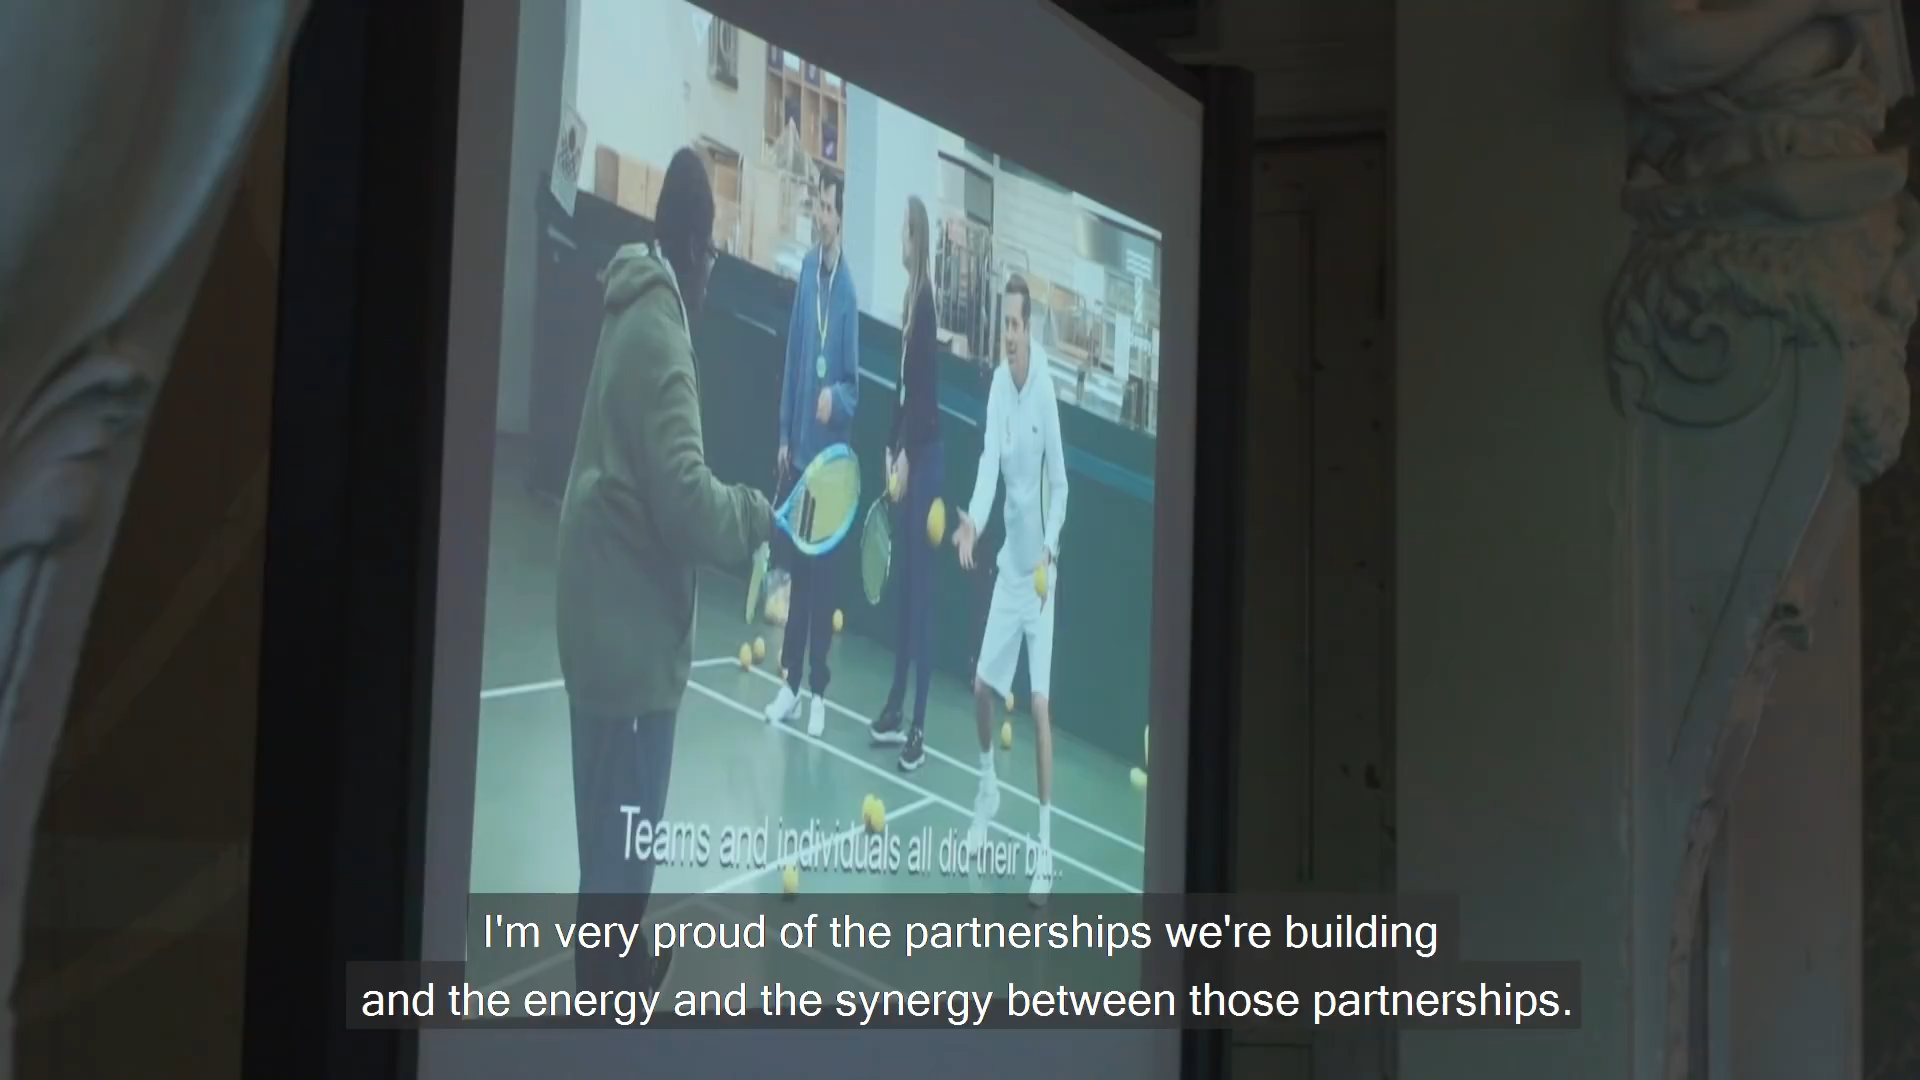 Teams and individuals all did their bit..
I'm very proud of the partnerships we're building
and the energy and the synergy between those partnerships.